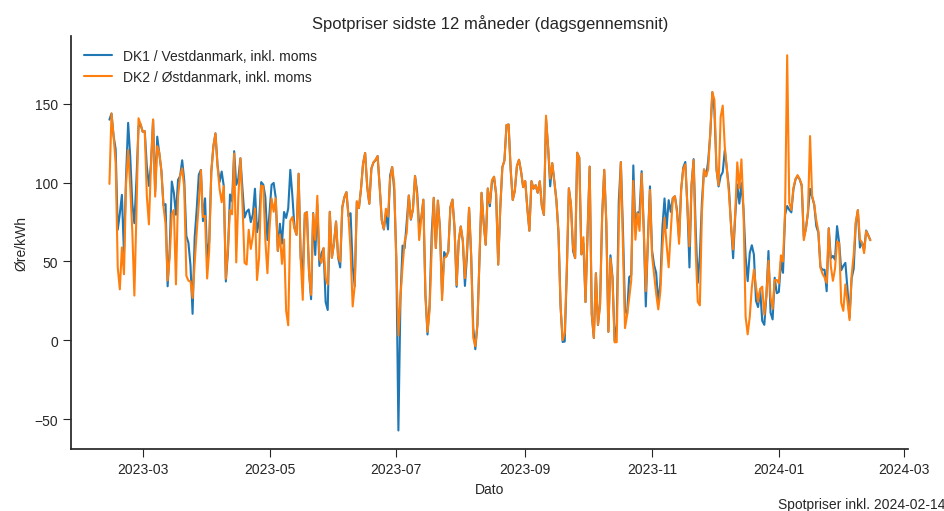 Spotpriser sidste 12 måneder (dagsgennemsnit)
DK1 / Vestdanmark, inkl. moms
DK2 / Østdanmark, inkl. moms
Øre/kWh
150
100
50
0
−50
2023-03
2023-05
2023-07
2023-09
2023-11
2024-01
2024-03
Dato
Spotpriser inkl. 2024-02-14